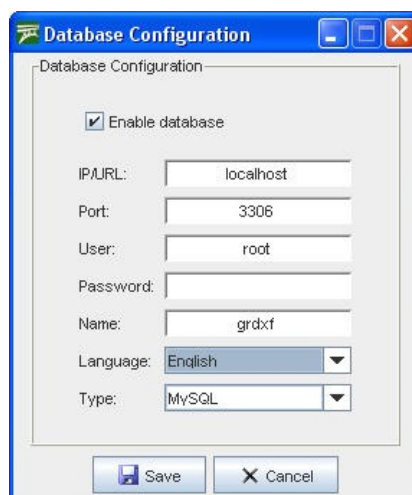 Database Configuration
Database Configuration
Enable database
IP/URL: localhost
Port: 3306
User: root
Password:
Name: grdxf
Language: English
Type: MySQL
Save Cancel